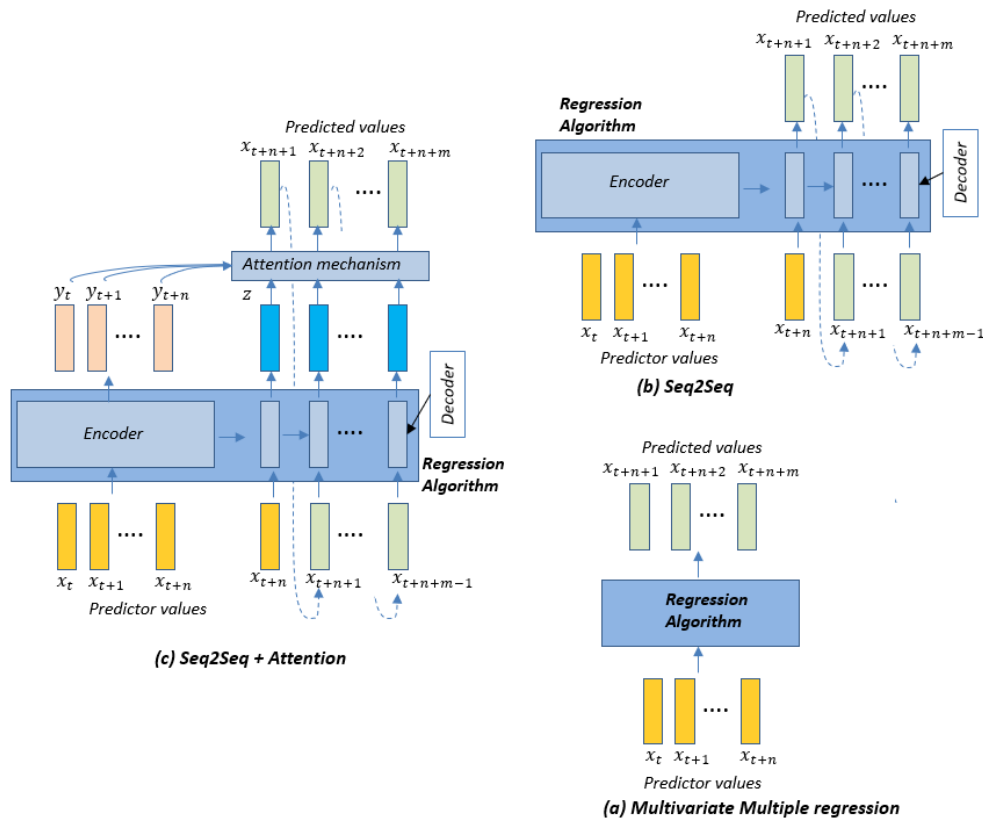 Predicted values
x_{t+n+1} x_{t+n+2} x_{t+n+m}
....
Attention mechanism
y_t y_{t+1} y_{t+n}
z
.... ....
Encoder
....
Decoder
Regression
Algorithm
.... ....
x_t x_{t+1} x_{t+n}
x_{t+n} x_{t+n+1} x_{t+n+m-1}
Predictor values
(c) Seq2Seq + Attention
Predicted values
x_{t+n+1} x_{t+n+2} x_{t+n+m}
....
Regression
Algorithm
Encoder
....
Decoder
.... ....
x_t x_{t+1} x_{t+n}
x_{t+n} x_{t+n+1} x_{t+n+m-1}
Predictor values
(b) Seq2Seq
Predicted values
x_{t+n+1} x_{t+n+2} x_{t+n+m}
....
Regression
Algorithm
....
x_t x_{t+1} x_{t+n}
Predictor values
(a) Multivariate Multiple regression